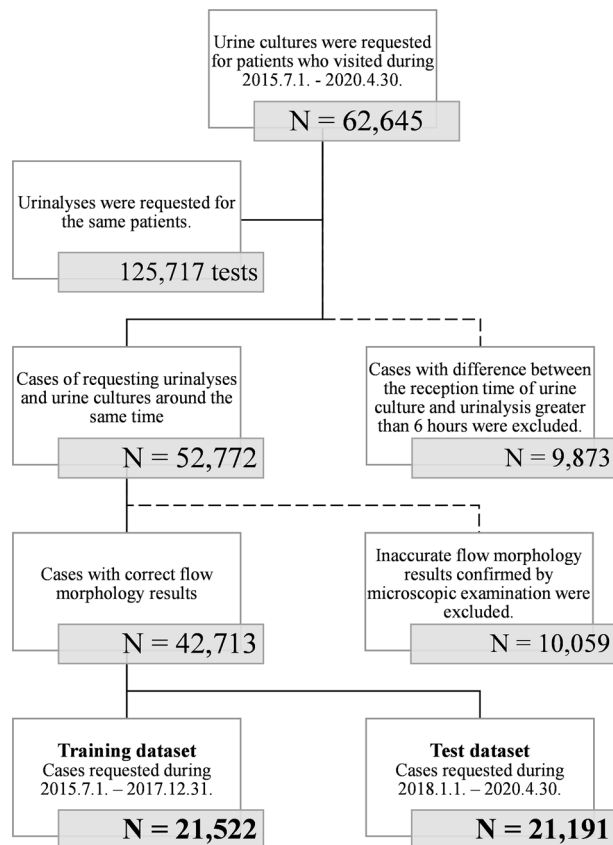 Urine cultures were requested
for patients who visited during
2015.7.1. - 2020.4.30.
N = 62,645
Urinalyses were requested for
the same patients.
125,717 tests
Cases of requesting urinalyses
and urine cultures around the
same time
N = 52,772
Cases with difference between
the reception time of urine
culture and urinalysis greater
than 6 hours were excluded.
N = 9,873
Cases with correct flow
morphology results
N = 42,713
Inaccurate flow morphology
results confirmed by
microscopic examination were
excluded.
N = 10,059
Training dataset
Cases requested during
2015.7.1. – 2017.12.31.
N = 21,522
Test dataset
Cases requested during
2018.1.1. – 2020.4.30.
N = 21,191